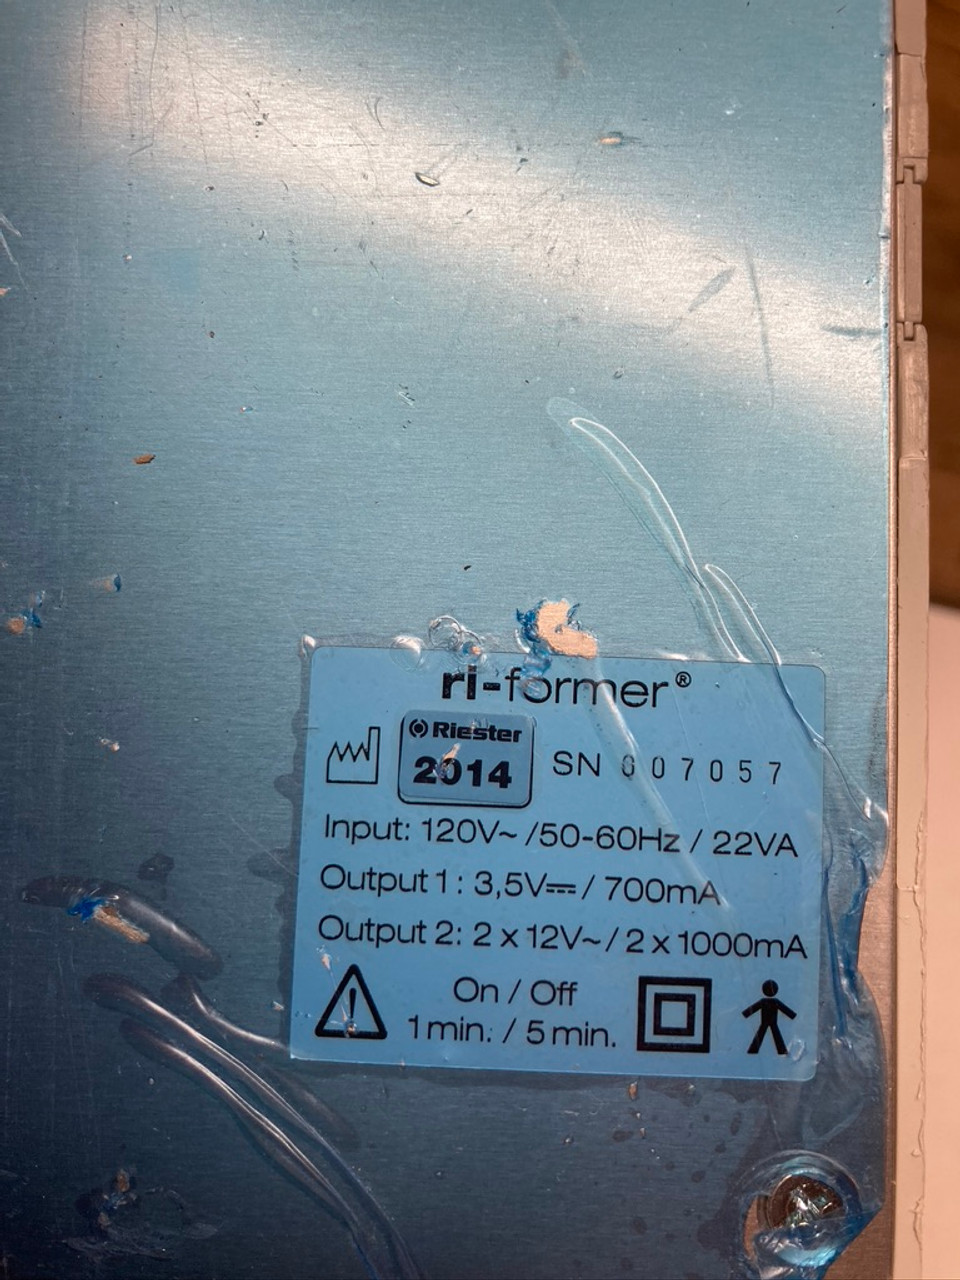 ri-former®
Riester
2014
SN 007057
Input: 120V~ /50-60Hz / 22VA
Output 1 : 3,5V⎓ / 700mA
Output 2: 2 x 12V~ / 2 x 1000mA
On / Off
1 min. / 5 min.